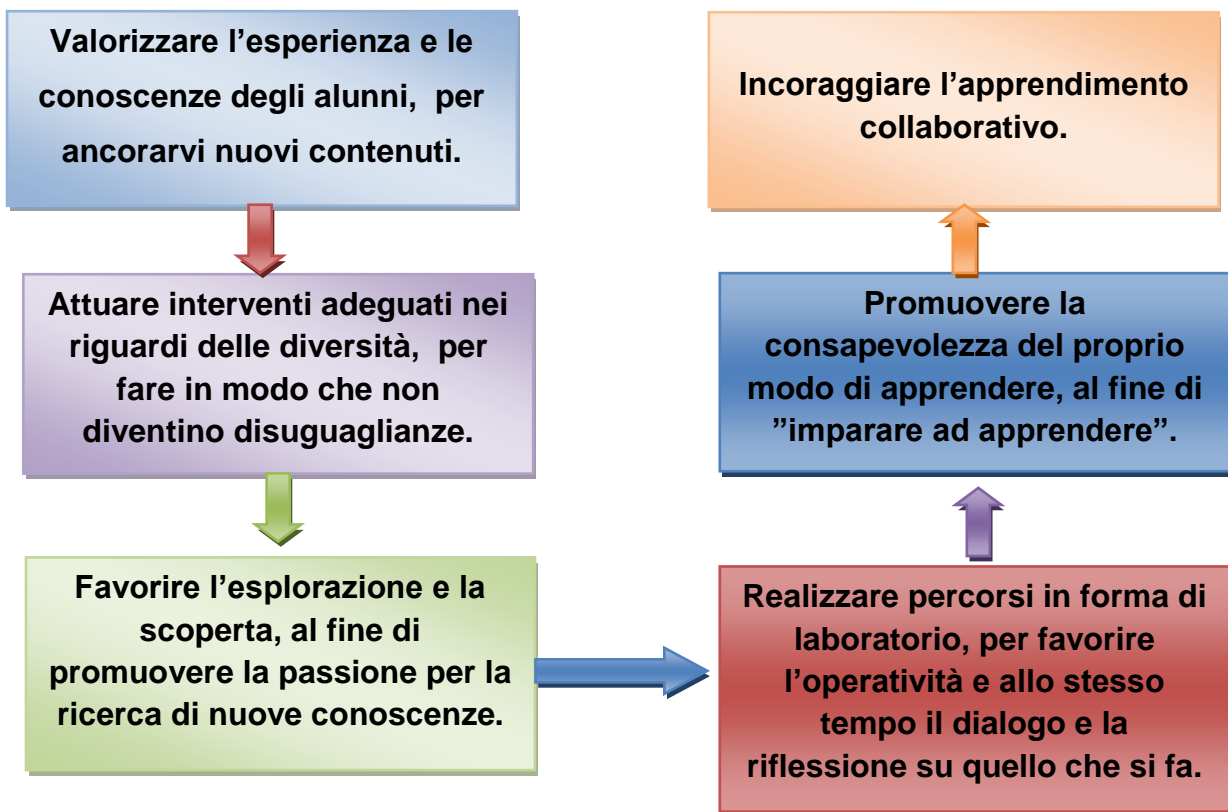 Valorizzare l’esperienza e le
conoscenze degli alunni,  per
ancorarvi nuovi contenuti.
Attuare interventi adeguati nei
riguardi delle diversità,  per
fare in modo che non
diventino disuguaglianze.
Favorire l’esplorazione e la
scoperta, al fine di
promuovere la passione per la
ricerca di nuove conoscenze.
Realizzare percorsi in forma di
laboratorio, per favorire
l’operatività e allo stesso
tempo il dialogo e la
riflessione su quello che si fa.
Promuovere la
consapevolezza del proprio
modo di apprendere, al fine di
”imparare ad apprendere”.
Incoraggiare l’apprendimento
collaborativo.